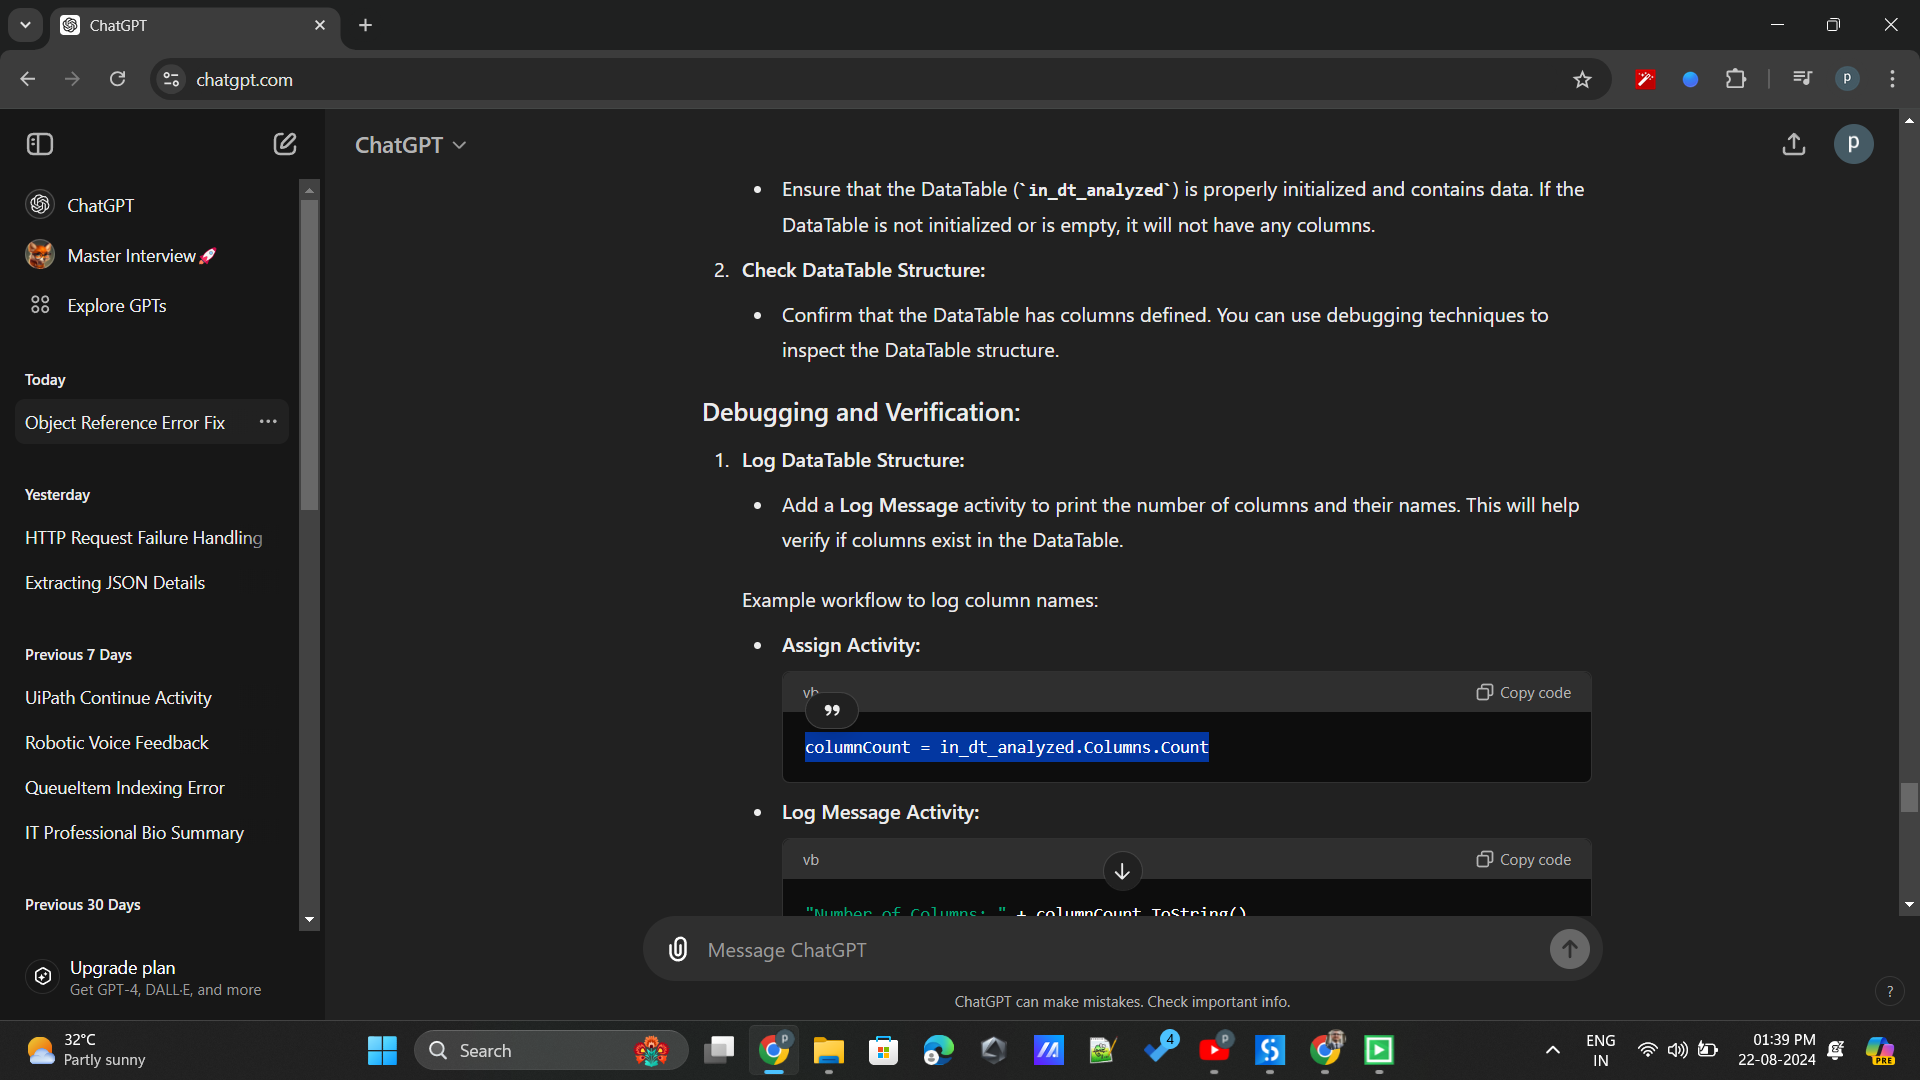 ChatGPT
chatgpt.com
p
ChatGPT
Master Interview🚀
Explore GPTs
Today
Object Reference Error Fix
Yesterday
HTTP Request Failure Handling
Extracting JSON Details
Previous 7 Days
UiPath Continue Activity
Robotic Voice Feedback
QueueItem Indexing Error
IT Professional Bio Summary
Previous 30 Days
Upgrade plan
Get GPT-4, DALL·E, and more
ChatGPT
p
• Ensure that the DataTable (`in_dt_analyzed`) is properly initialized and contains data. If the
DataTable is not initialized or is empty, it will not have any columns.
2. Check DataTable Structure:
• Confirm that the DataTable has columns defined. You can use debugging techniques to
inspect the DataTable structure.
Debugging and Verification:
1. Log DataTable Structure:
• Add a Log Message activity to print the number of columns and their names. This will help
verify if columns exist in the DataTable.
Example workflow to log column names:
• Assign Activity:
vb Copy code
columnCount = in_dt_analyzed.Columns.Count
• Log Message Activity:
vb Copy code
"Number of Columns: " + columnCount.ToString()
Message ChatGPT
ChatGPT can make mistakes. Check important info.
?
32°C
Partly sunny
Search
P
4
P
ENG
IN
01:39 PM
22-08-2024
PRE